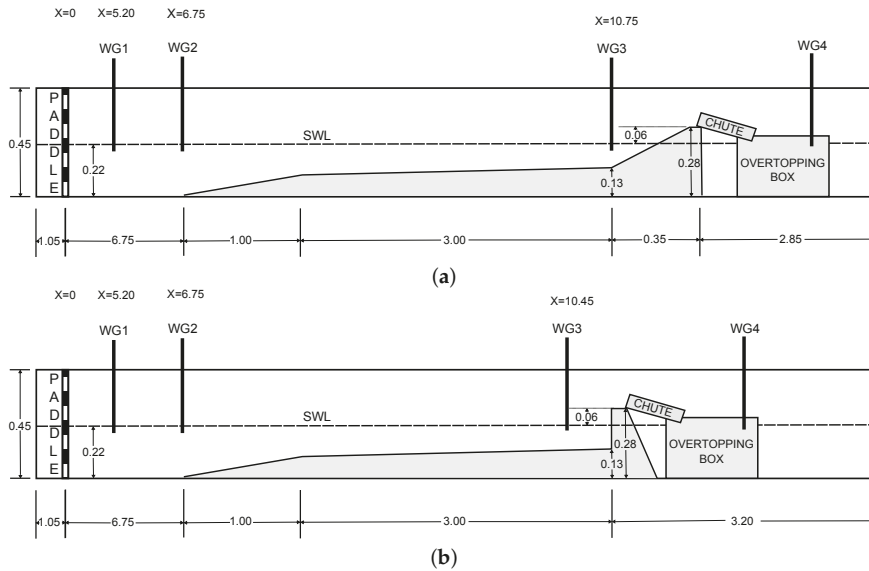 X=0 X=5.20 X=6.75 X=10.75
WG1 WG2 WG3 WG4
PADDLE
SWL
CHUTE
0.06
0.45
0.22
0.28
OVERTOPPING
BOX
0.13
1.05 6.75 1.00 3.00 0.35 2.85
(a)
X=0 X=5.20 X=6.75 X=10.45
WG1 WG2 WG3 WG4
PADDLE
CHUTE
SWL
0.06
0.45
0.22
0.28
OVERTOPPING
BOX
0.13
1.05 6.75 1.00 3.00 3.20
(b)